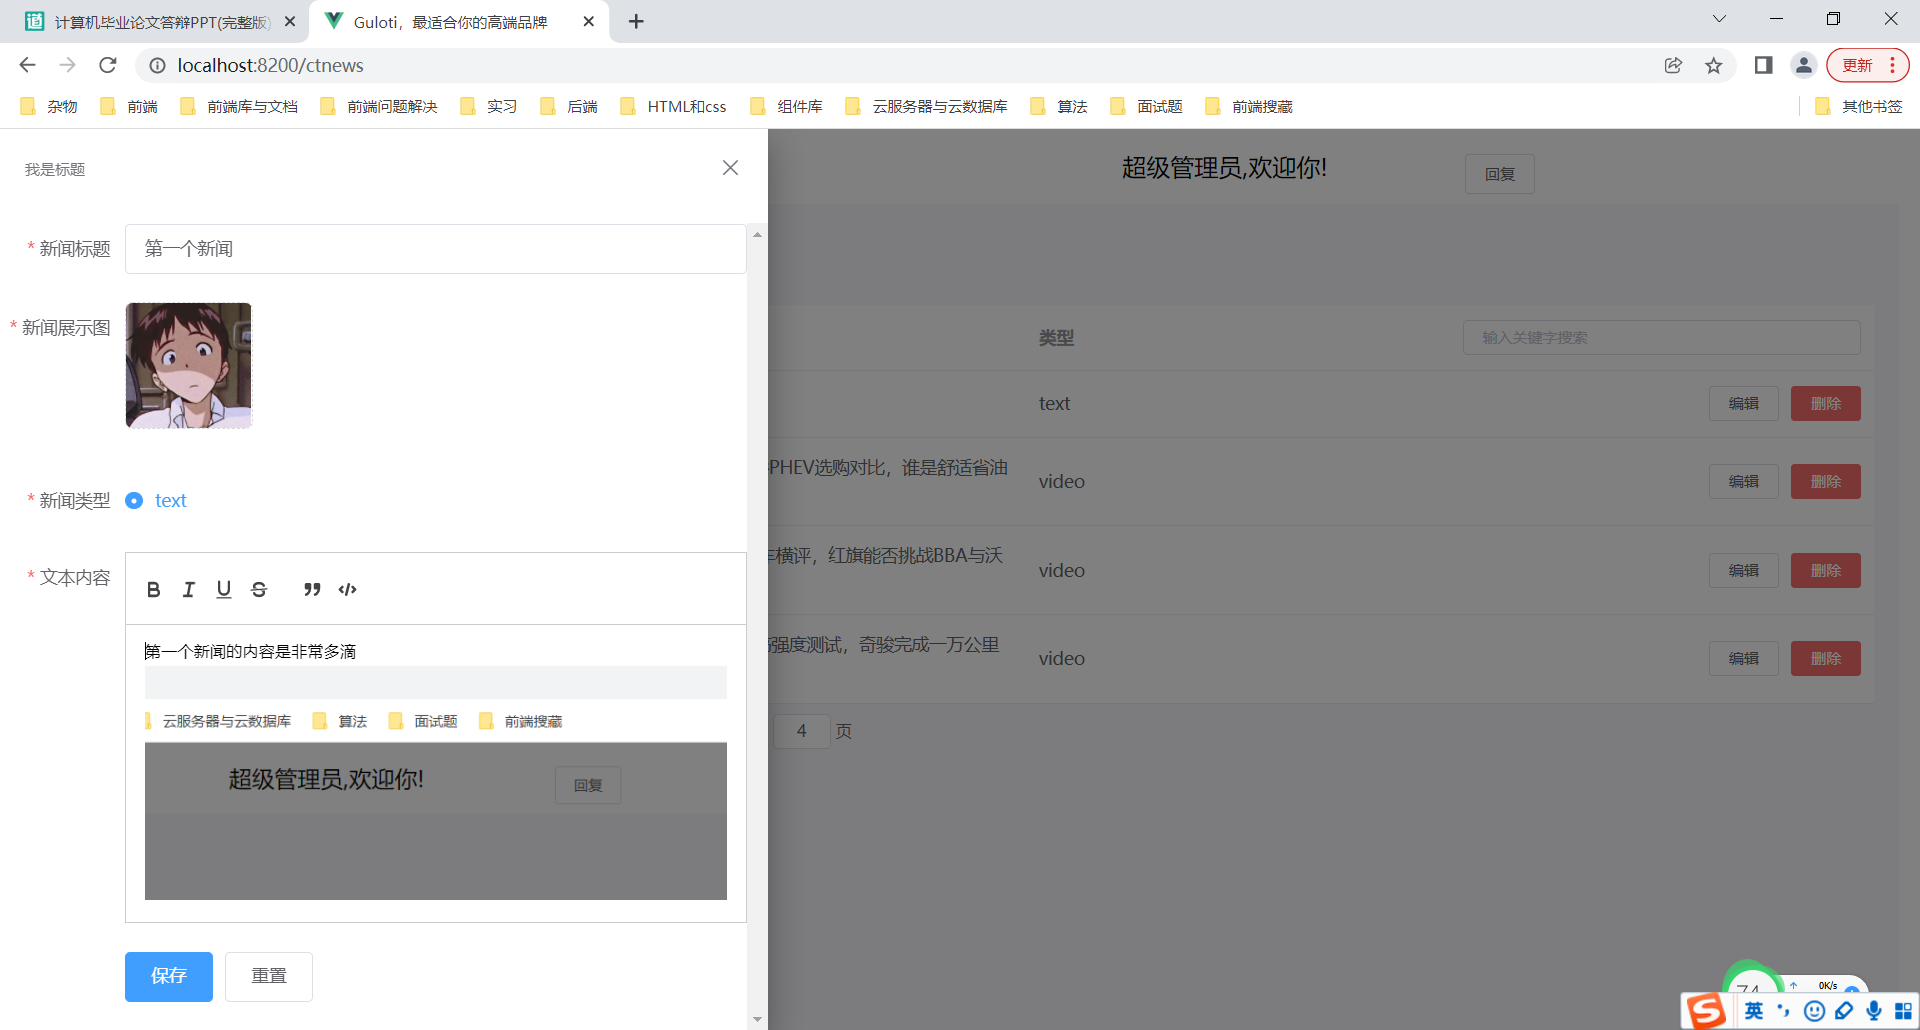 计算机毕业论文答辩PPT(完整版)
Guloti，最适合你的高端品牌
localhost:8200/ctnews
更新
杂物 前端 前端库与文档 前端问题解决 实习 后端 HTML和css 组件库 云服务器与云数据库 算法 面试题 前端搜藏 其他书签
我是标题
超级管理员,欢迎你!
回复
* 新闻标题
第一个新闻
* 新闻展示图
类型
输入关键字搜索
text 编辑 删除
PHEV选购对比，谁是舒适省油
video 编辑 删除
* 新闻类型
text
车横评，红旗能否挑战BBA与沃
video 编辑 删除
* 文本内容
B I U S
强度测试，奇骏完成一万公里
video 编辑 删除
第一个新闻的内容是非常多滴
云服务器与云数据库 算法 面试题 前端搜藏
4 页
超级管理员,欢迎你!
回复
保存
重置
74
0K/s
英